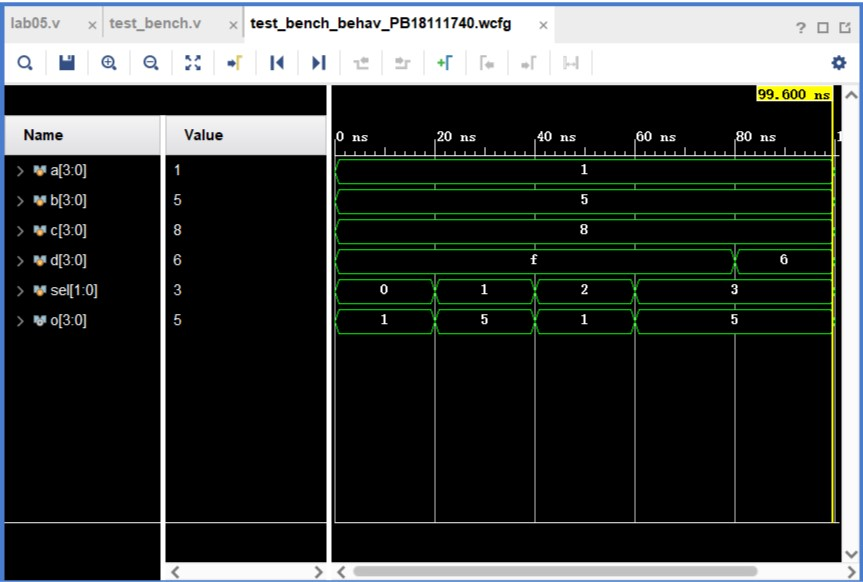 lab05.v × test_bench.v × test_bench_behav_PB18111740.wcfg ×
99.600 ns
Name Value 0 ns 20 ns 40 ns 60 ns 80 ns 1
a[3:0] 1 1
b[3:0] 5 5
c[3:0] 8 8
d[3:0] 6 f 6
sel[1:0] 3 0 1 2 3
o[3:0] 5 1 5 1 5